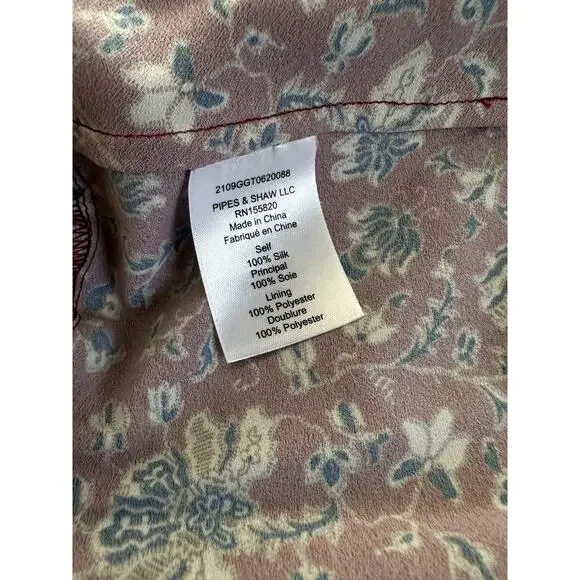 2109GGT0620088
PIPES & SHAW LLC
RN155820
Made in China
Fabriqué en Chine
Self
100% Silk
Principal
100% Soie
Lining
100% Polyester
Doublure
100% Polyester